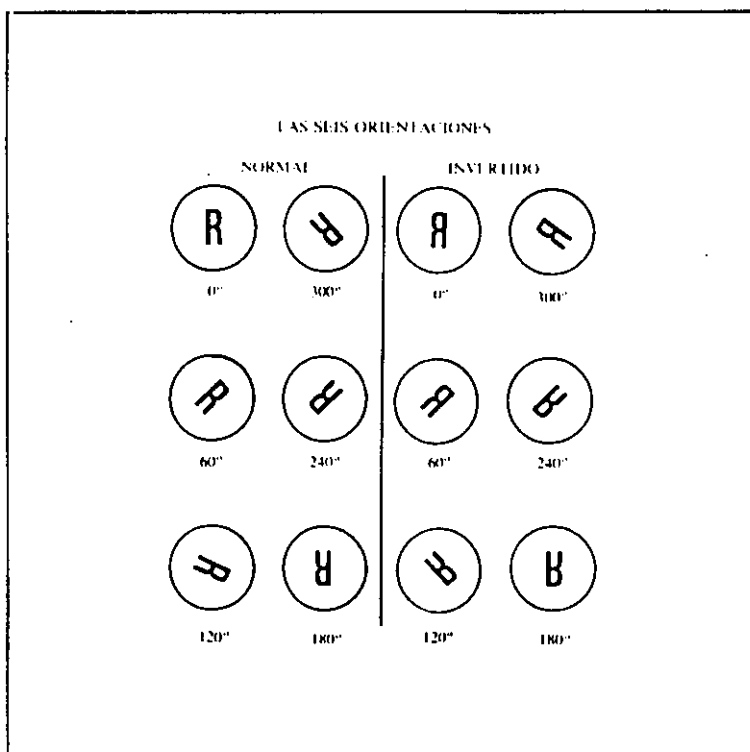 LAS SEIS ORIENTACIONES
NORMAL INVERTIDO
R R R R
0° 300° 0° 300°
R R R R
60° 240° 60° 240°
R R R R
120° 180° 120° 180°